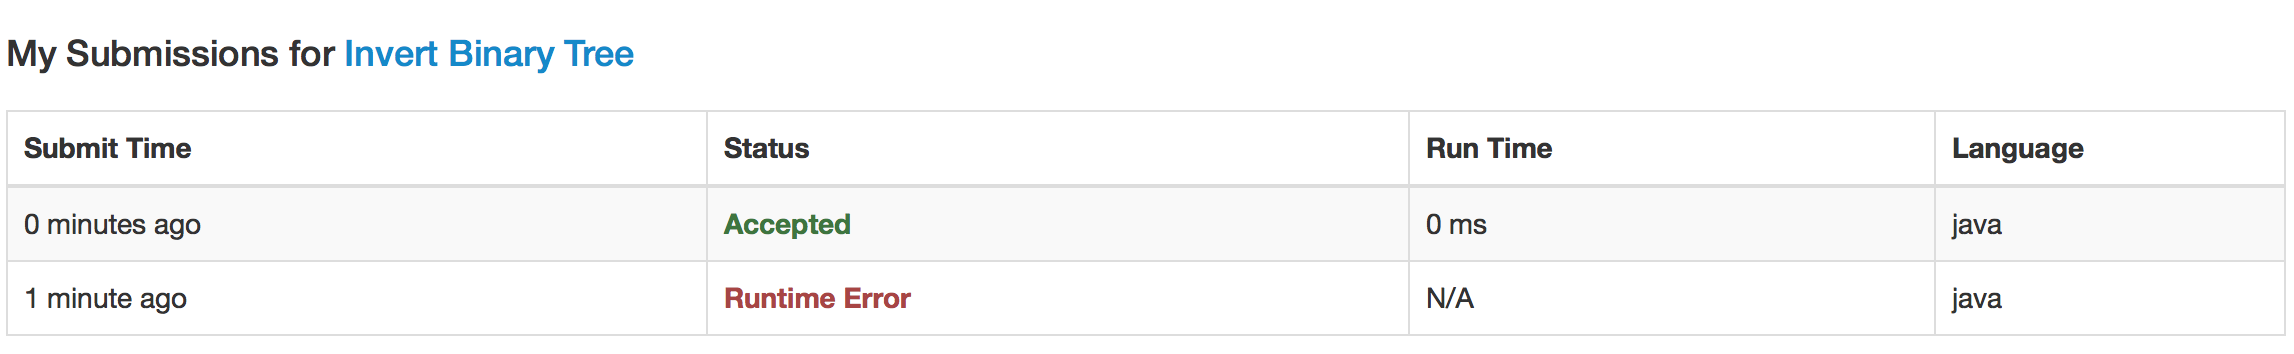 My Submissions for Invert Binary Tree
Submit Time Status Run Time Language
0 minutes ago Accepted 0 ms java
1 minute ago Runtime Error N/A java